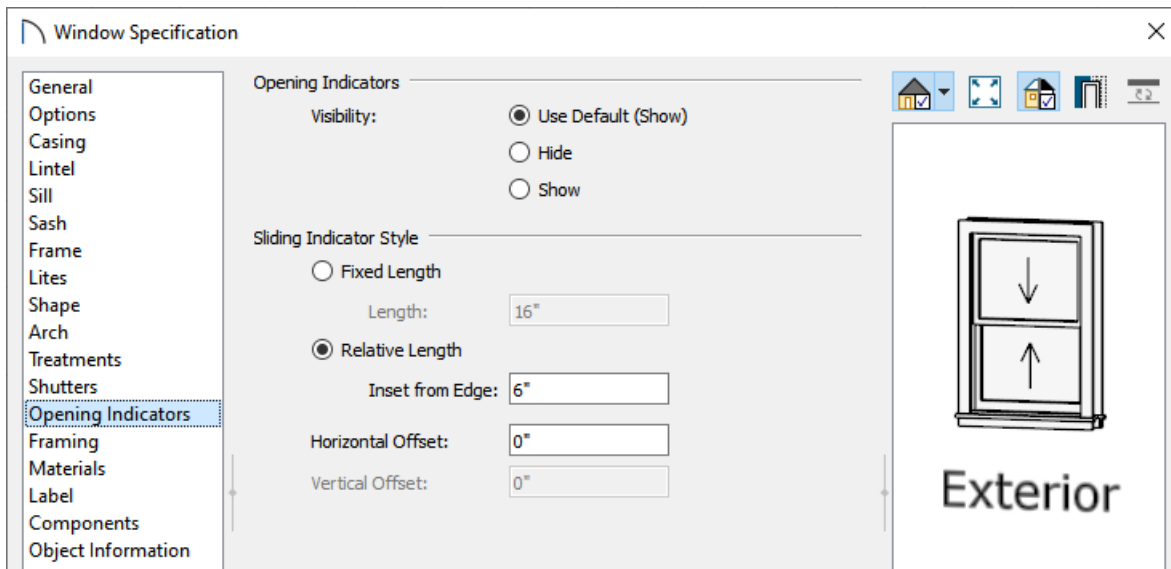 Window Specification
General
Options
Casing
Lintel
Sill
Sash
Frame
Lites
Shape
Arch
Treatments
Shutters
Opening Indicators
Framing
Materials
Label
Components
Object Information
Opening Indicators
Visibility:
Use Default (Show)
Hide
Show
Sliding Indicator Style
Fixed Length
Length: 16"
Relative Length
Inset from Edge: 6"
Horizontal Offset: 0"
Vertical Offset: 0"
Exterior